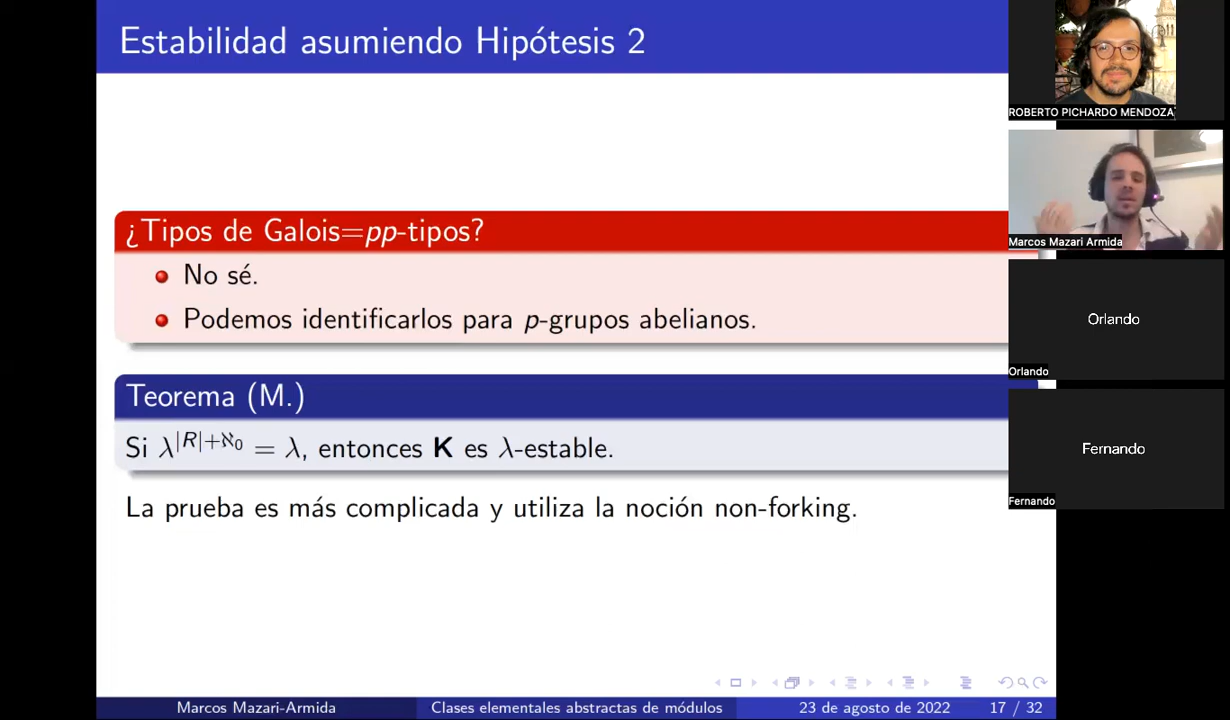 Estabilidad asumiendo Hipótesis 2
¿Tipos de Galois=pp-tipos?
No sé.
Podemos identificarlos para p-grupos abelianos.
Teorema (M.)
Si λ^{|R|+ℵ₀} = λ, entonces K es λ-estable.
La prueba es más complicada y utiliza la noción non-forking.
Marcos Mazari-Armida
Clases elementales abstractas de módulos
23 de agosto de 2022
17 / 32
ROBERTO PICHARDO MENDOZA
Marcos Mazari Armida
Orlando
Orlando
Fernando
Fernando